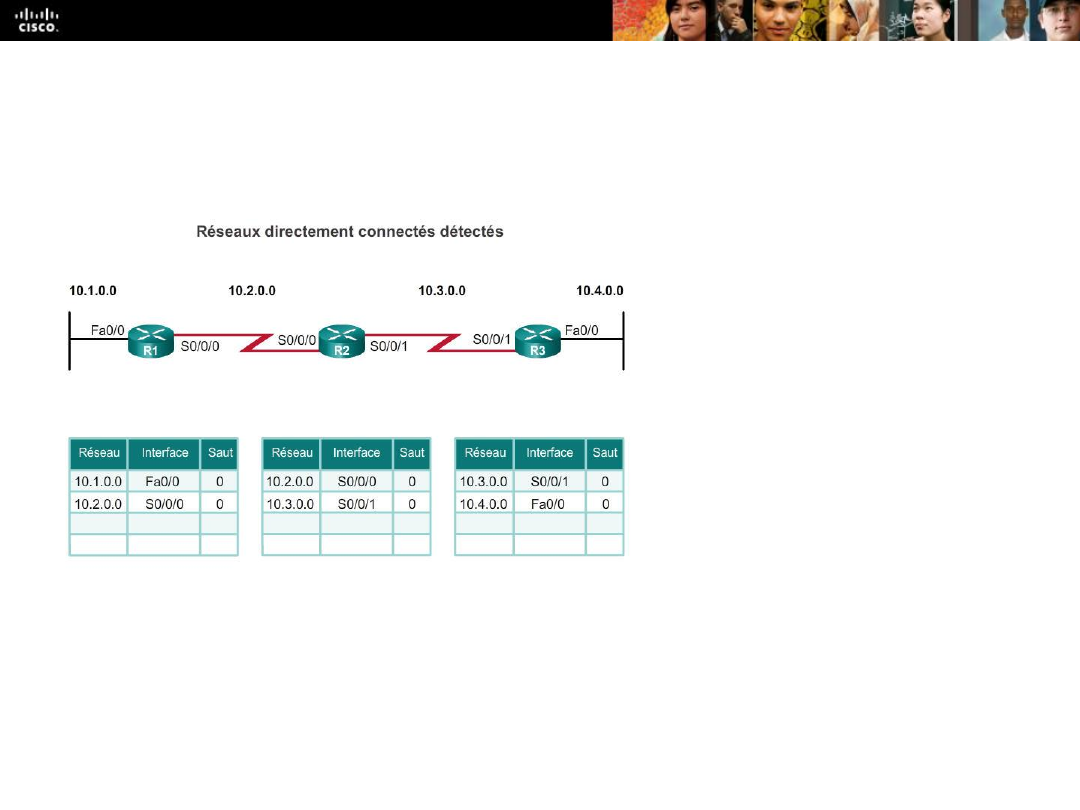 CISCO.
Réseaux directement connectés détectés
10.1.0.0 10.2.0.0 10.3.0.0 10.4.0.0
Fa0/0 R1 S0/0/0 S0/0/0 R2 S0/0/1 S0/0/1 R3 Fa0/0
Réseau Interface Saut
10.1.0.0 Fa0/0 0
10.2.0.0 S0/0/0 0
Réseau Interface Saut
10.2.0.0 S0/0/0 0
10.3.0.0 S0/0/1 0
Réseau Interface Saut
10.3.0.0 S0/0/1 0
10.4.0.0 Fa0/0 0